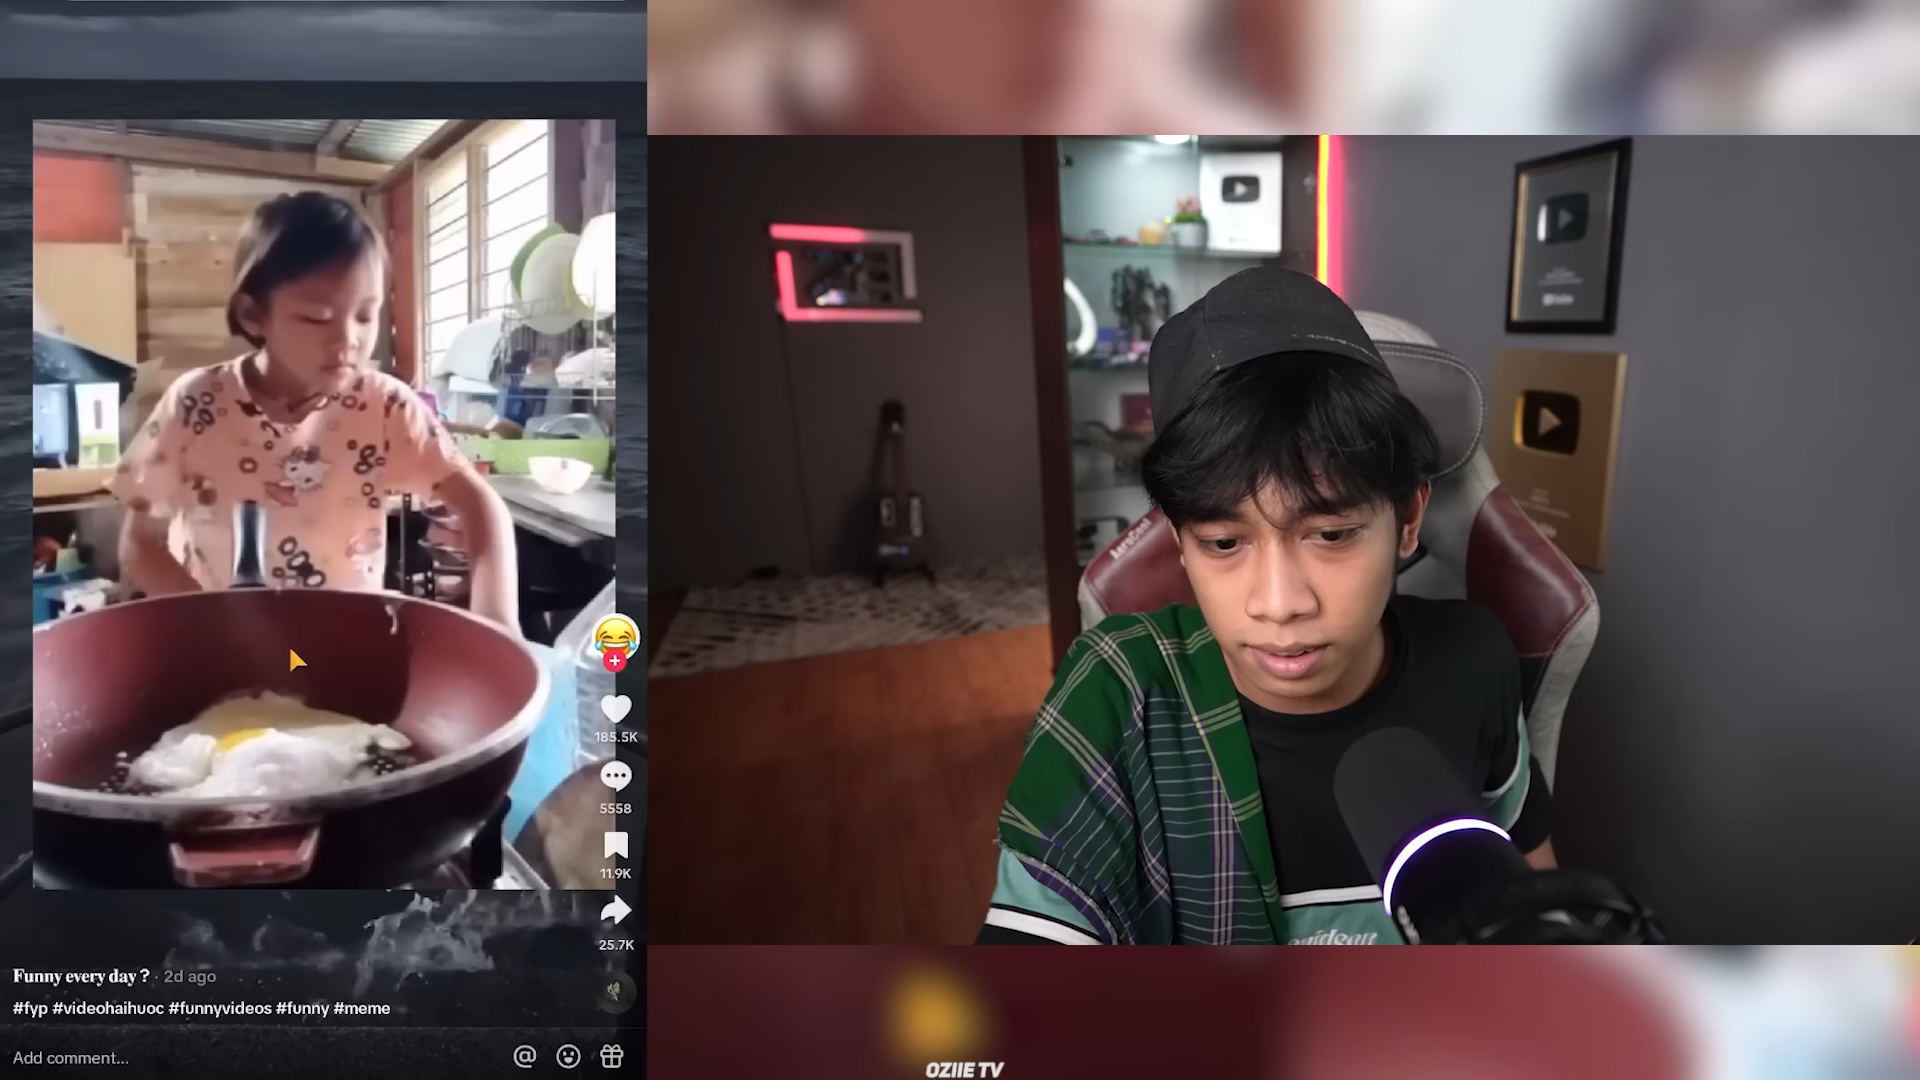 185.5K
5558
11.9K
25.7K
Funny every day ? · 2d ago
#fyp #videohaihuoc #funnyvideos #funny #meme
Add comment...
AeroCool
OZIIE TV